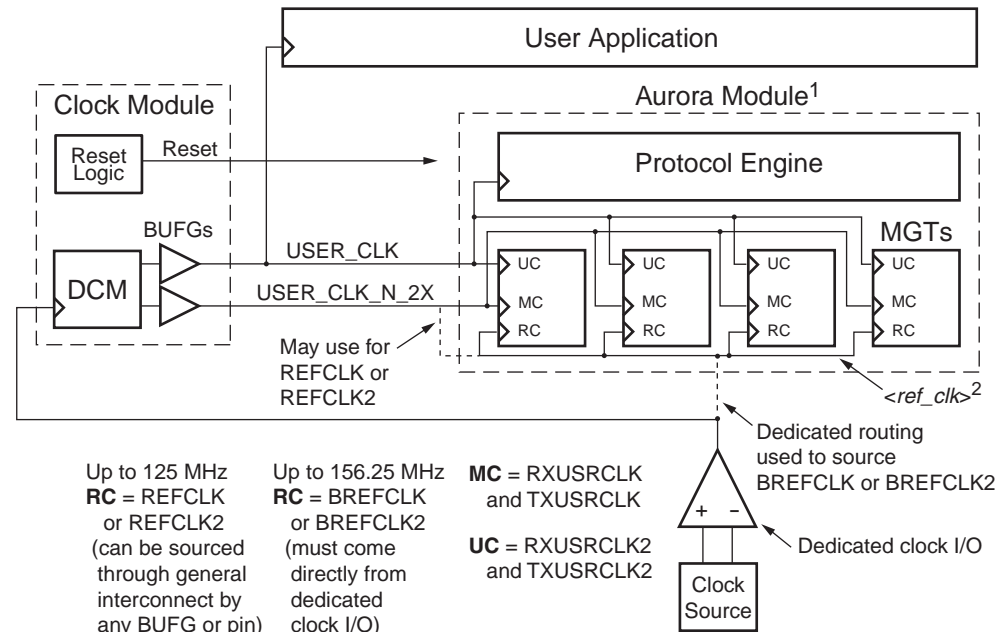 User Application
Clock Module
Aurora Module1
Reset
Logic
Reset
Protocol Engine
BUFGs
MGTs
DCM
USER_CLK
USER_CLK_N_2X
UC
MC
RC
UC
MC
RC
UC
MC
RC
UC
MC
RC
May use for
REFCLK or
REFCLK2
<ref_clk>2
Dedicated routing
used to source
BREFCLK or BREFCLK2
Up to 125 MHz
RC = REFCLK
or REFCLK2
(can be sourced
through general
interconnect by
any BUFG or pin)
Up to 156.25 MHz
RC = BREFCLK
or BREFCLK2
(must come
directly from
dedicated
clock I/O)
MC = RXUSRCLK
and TXUSRCLK
UC = RXUSRCLK2
and TXUSRCLK2
+ –
Dedicated clock I/O
Clock
Source